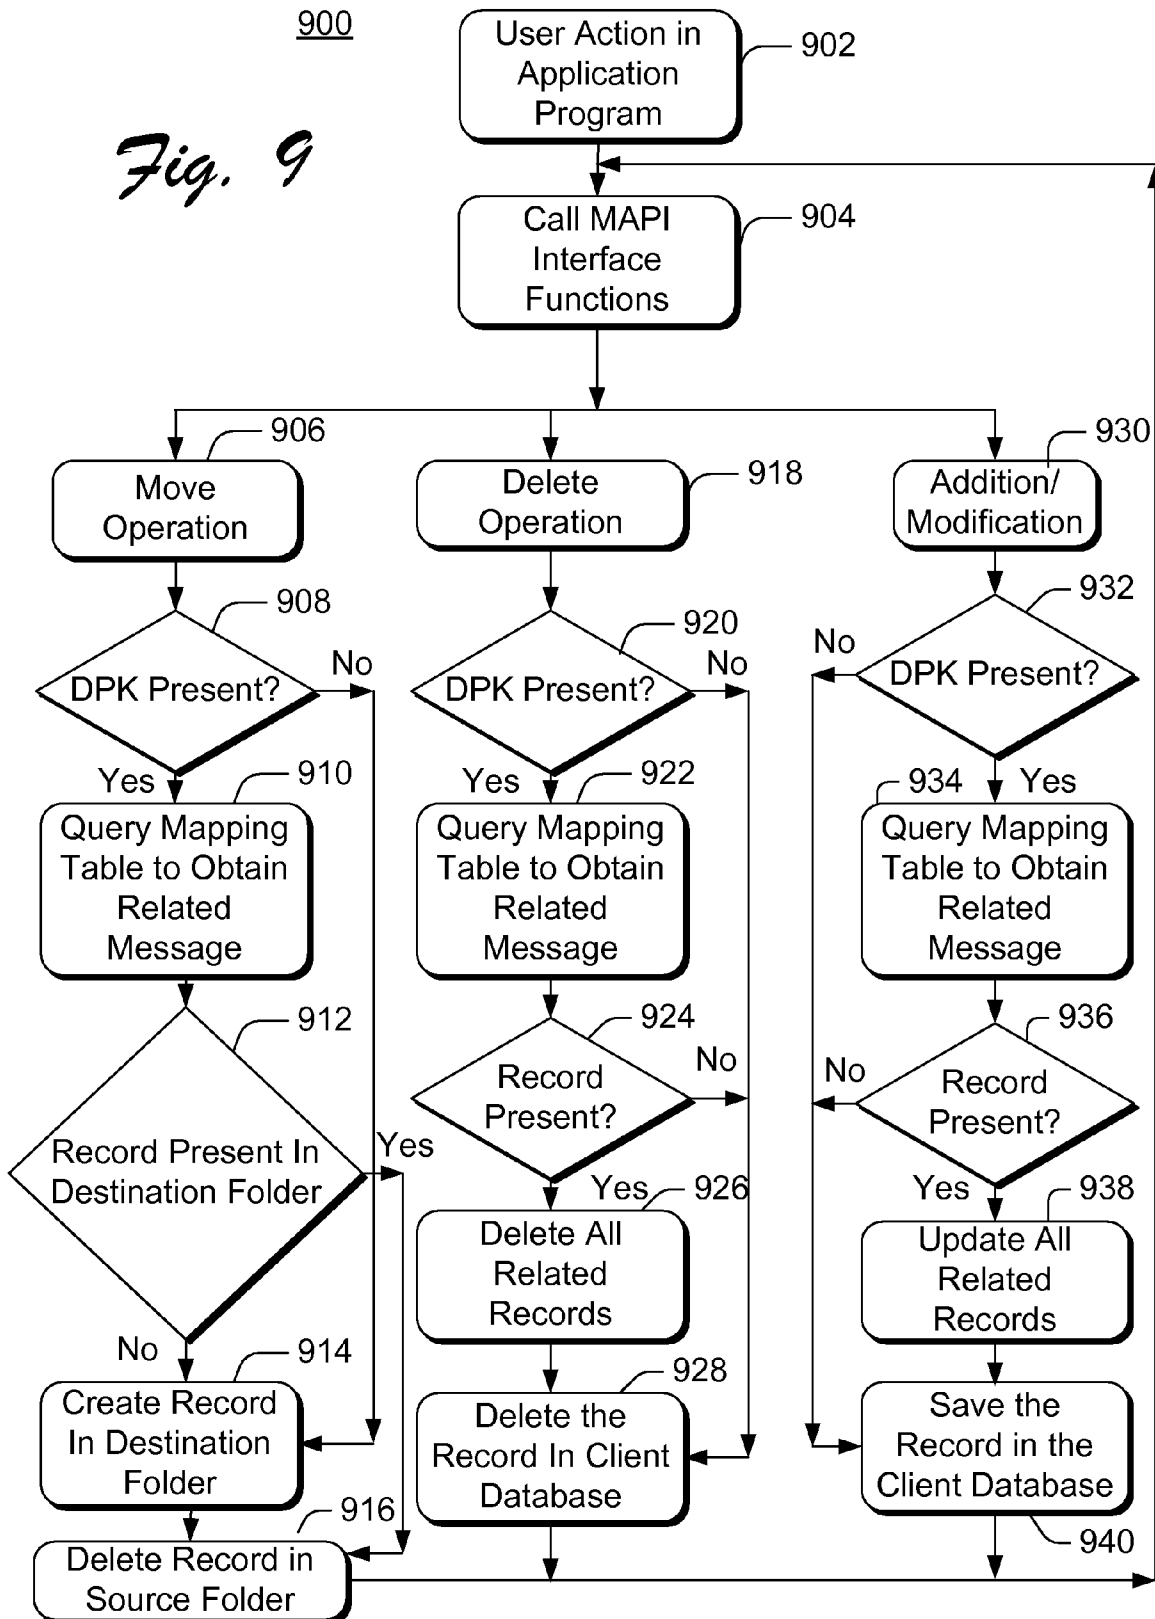 900
Fig. 9
User Action in
Application
Program
902
Call MAPI
Interface
Functions
904
906
Move
Operation
908
DPK Present?
No
Yes
910
Query Mapping
Table to Obtain
Related
Message
912
Record Present In
Destination Folder
Yes
No
914
Create Record
In Destination
Folder
916
Delete Record in
Source Folder
918
Delete
Operation
920
DPK Present?
No
Yes
922
Query Mapping
Table to Obtain
Related
Message
924
Record
Present?
No
Yes
926
Delete All
Related
Records
928
Delete the
Record In Client
Database
930
Addition/
Modification
932
No
DPK Present?
Yes
934
Query Mapping
Table to Obtain
Related
Message
936
No
Record
Present?
Yes
938
Update All
Related
Records
Save the
Record in the
Client Database
940